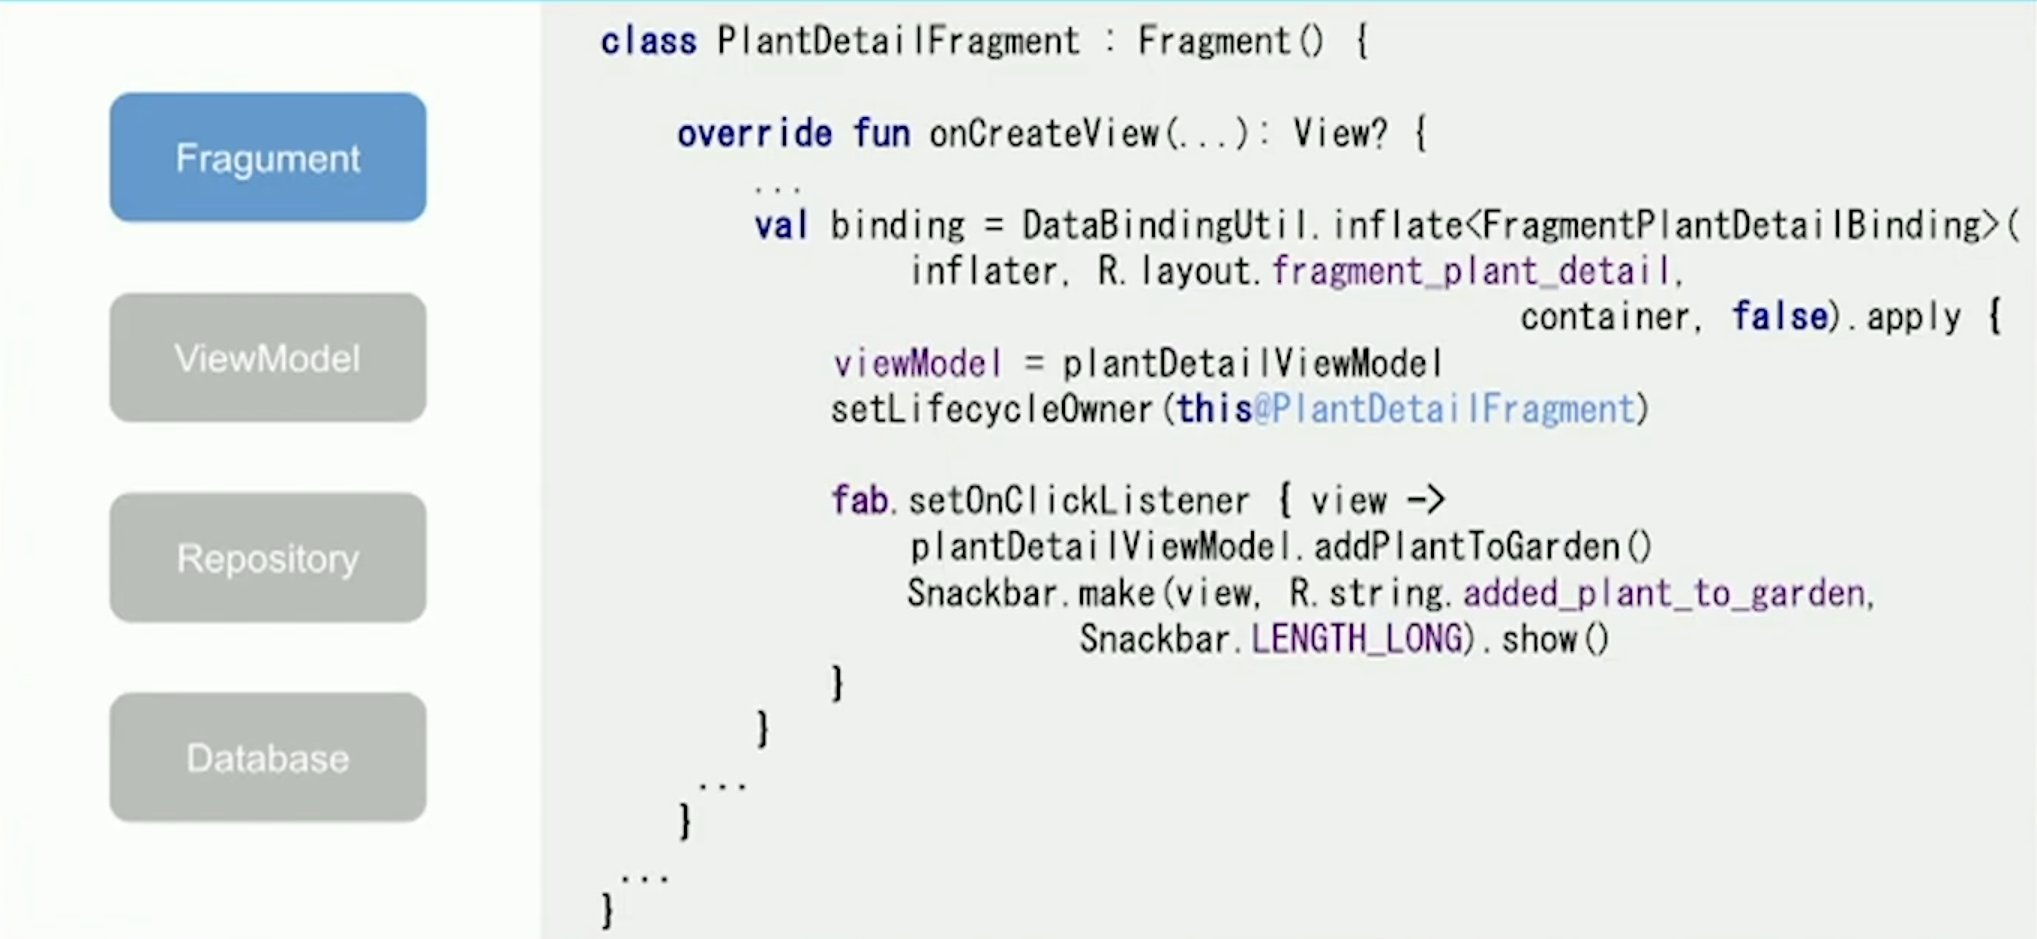 Fragument
ViewModel
Repository
Database
class PlantDetailFragment : Fragment() {
override fun onCreateView(...): View? {
...
val binding = DataBindingUtil.inflate<FragmentPlantDetailBinding>(
inflater, R.layout.fragment_plant_detail,
container, false).apply {
viewModel = plantDetailViewModel
setLifecycleOwner(this@PlantDetailFragment)
fab.setOnClickListener { view ->
plantDetailViewModel.addPlantToGarden()
Snackbar.make(view, R.string.added_plant_to_garden,
Snackbar.LENGTH_LONG).show()
}
}
...
}
...
}